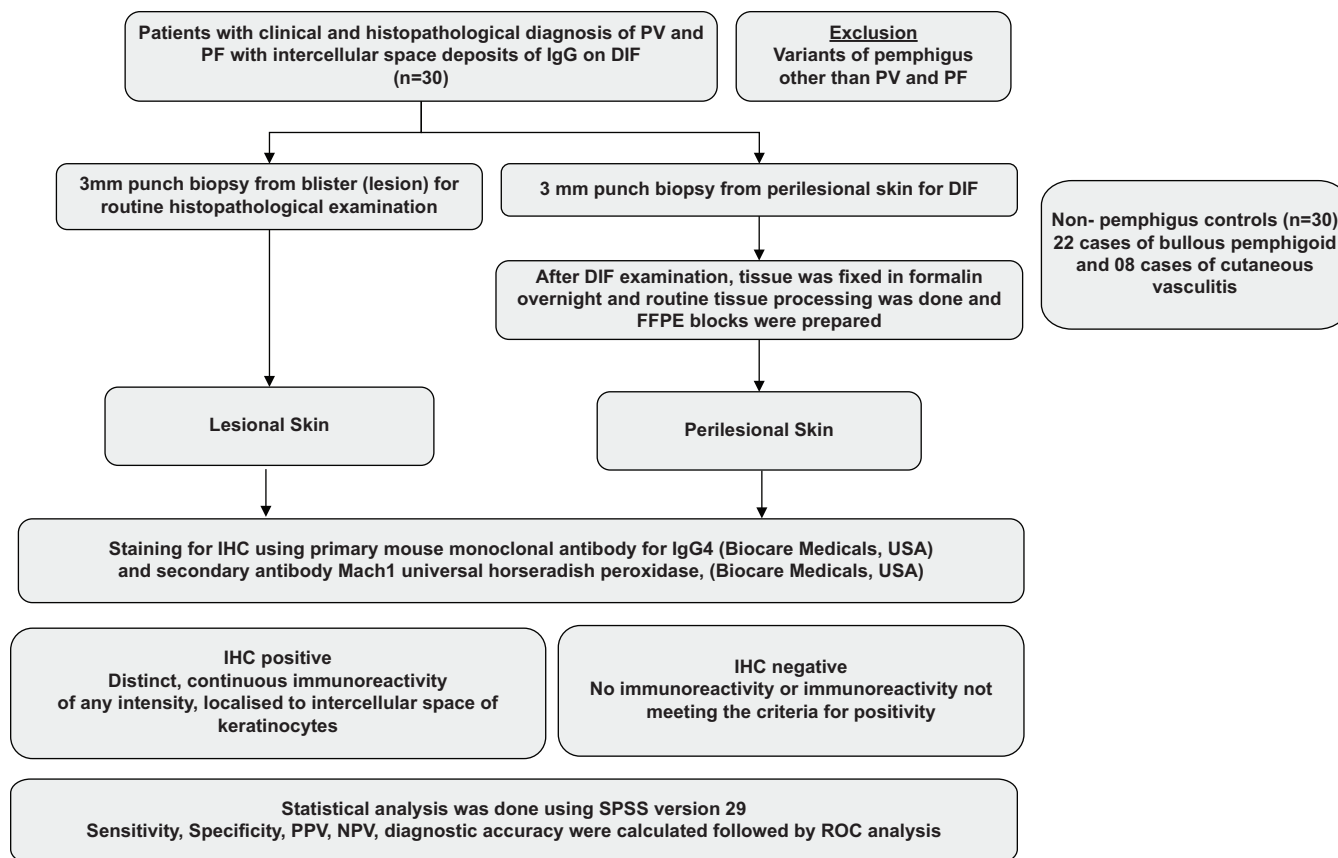 Patients with clinical and histopathological diagnosis of PV and
PF with intercellular space deposits of IgG on DIF
(n=30)
Exclusion
Variants of pemphigus
other than PV and PF
3mm punch biopsy from blister (lesion) for
routine histopathological examination
3 mm punch biopsy from perilesional skin for DIF
Non- pemphigus controls (n=30)
22 cases of bullous pemphigoid
and 08 cases of cutaneous
vasculitis
After DIF examination, tissue was fixed in formalin
overnight and routine tissue processing was done and
FFPE blocks were prepared
Lesional Skin
Perilesional Skin
Staining for IHC using primary mouse monoclonal antibody for IgG4 (Biocare Medicals, USA)
and secondary antibody Mach1 universal horseradish peroxidase, (Biocare Medicals, USA)
IHC positive
Distinct, continuous immunoreactivity
of any intensity, localised to intercellular space of
keratinocytes
IHC negative
No immunoreactivity or immunoreactivity not
meeting the criteria for positivity
Statistical analysis was done using SPSS version 29
Sensitivity, Specificity, PPV, NPV, diagnostic accuracy were calculated followed by ROC analysis